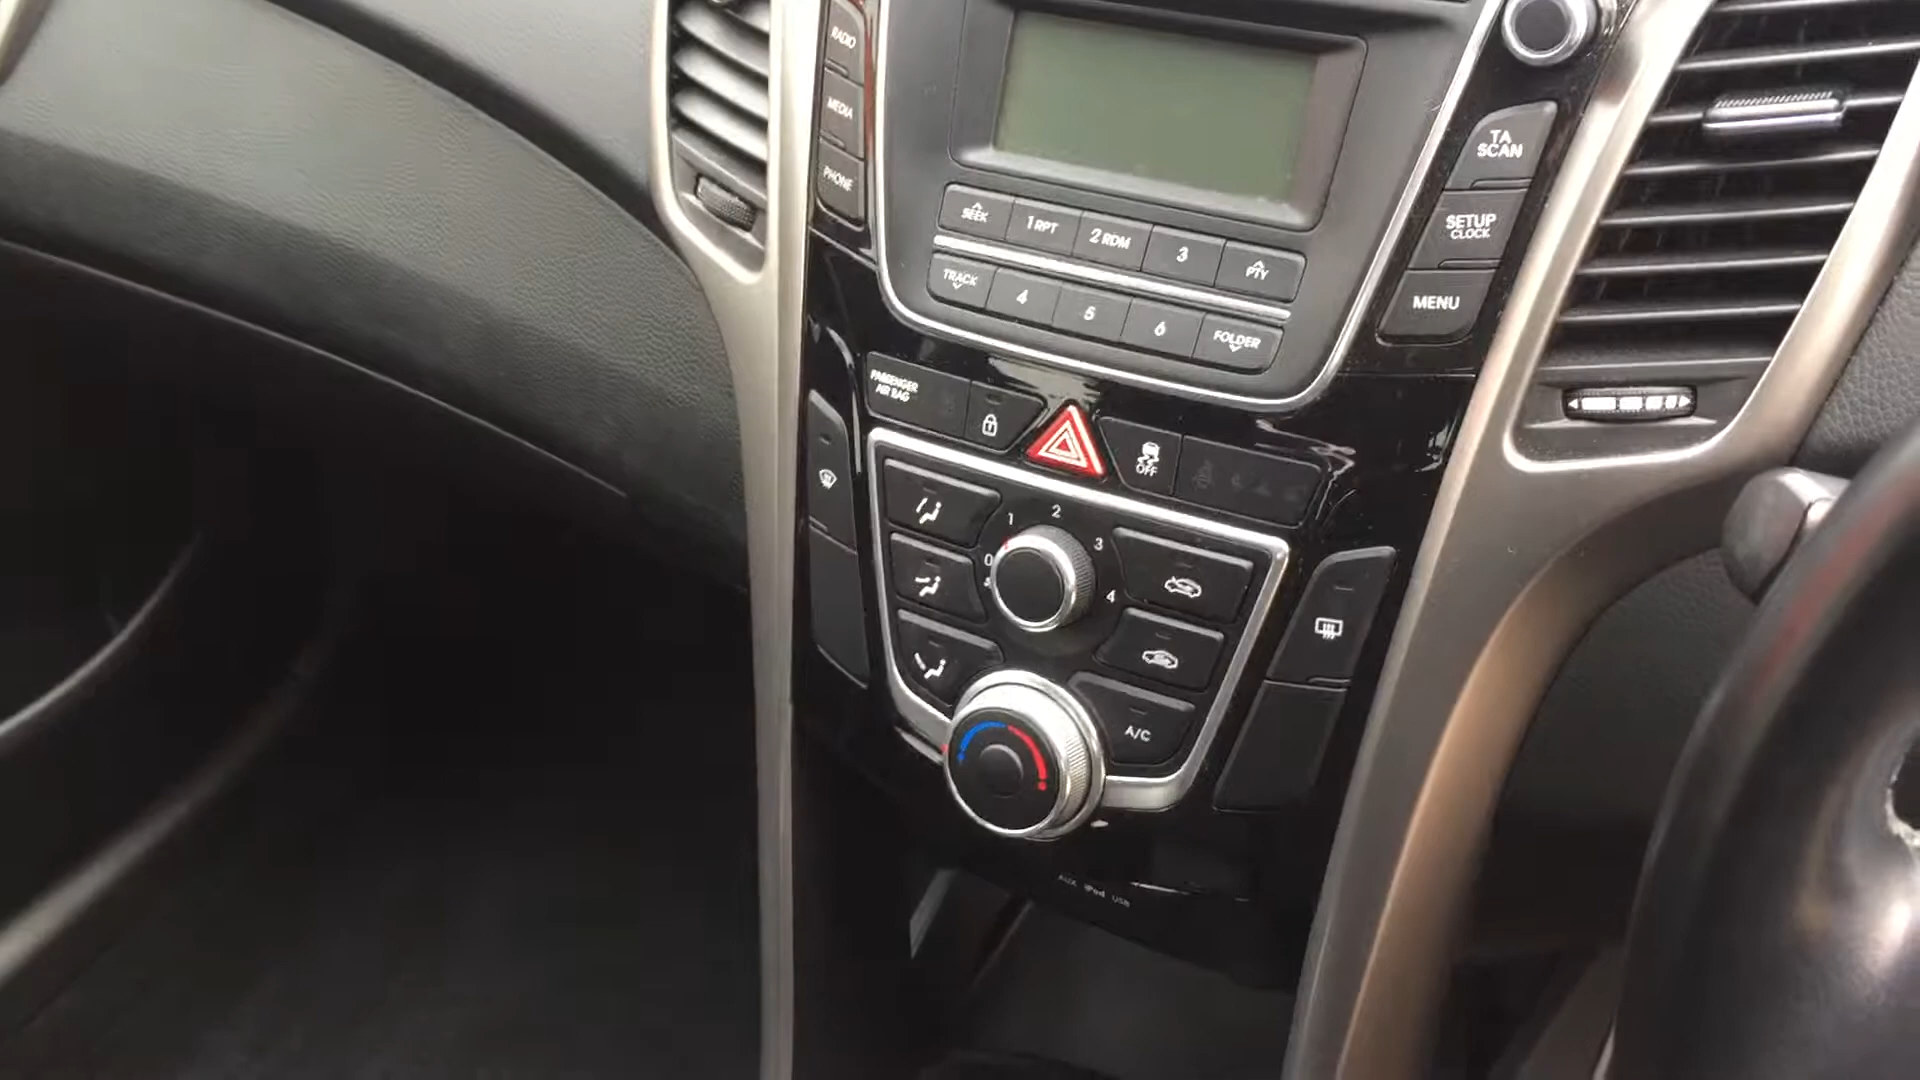 RADIO
MEDIA
PHONE
TA
SCAN
SETUP
CLOCK
MENU
SEEK
1 RPT
2 RDM
3
PTY
TRACK
4
5
6
FOLDER
PASSENGER
AIR BAG
OFF
0
1
2
3
4
A/C
AUX iPod USB